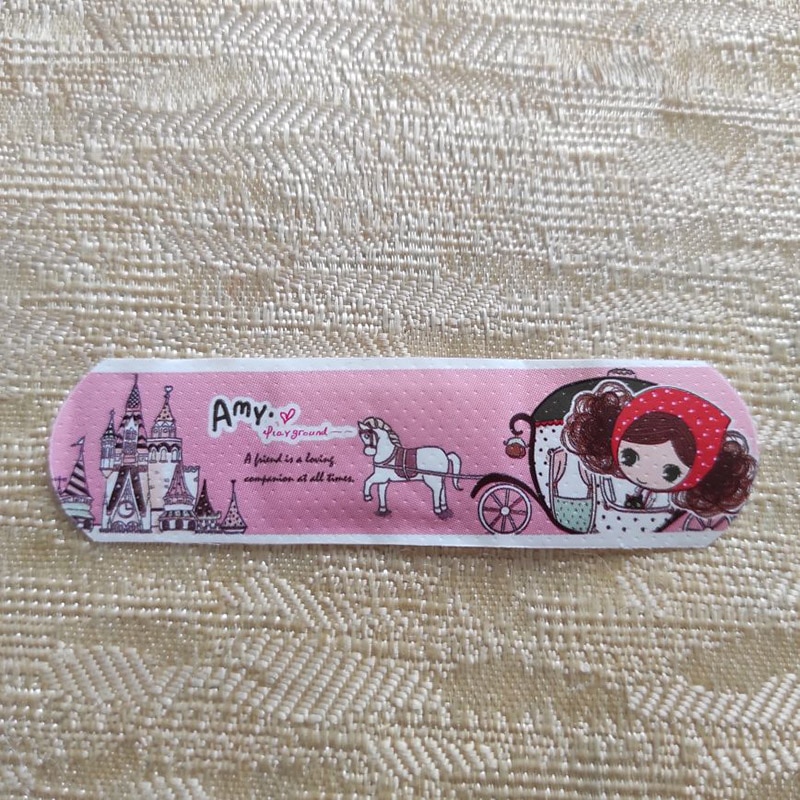 Amy.
Playground
A friend is a loving
companion at all times.